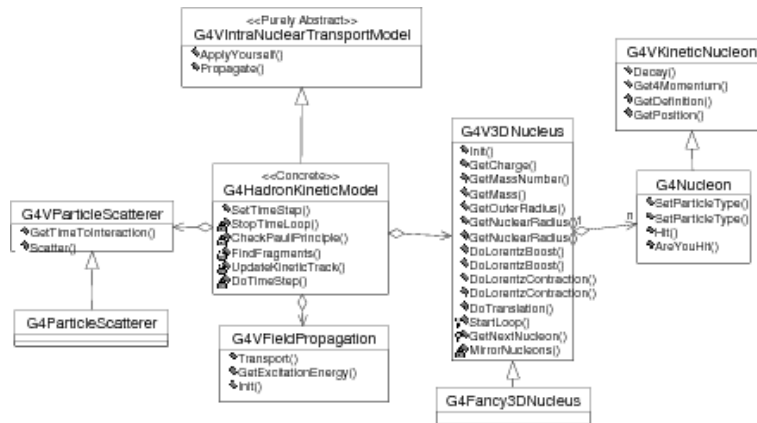 <<Purely Abstract>>
G4VIntraNuclearTransportModel
ApplyYourself()
Propagate()
G4VKineticNucleon
Decay()
Get4Momentum()
GetDefinition()
GetPosition()
G4V3DNucleus
Init()
GetCharge()
GetMassNumber()
GetMass()
GetOuterRadius()
GetNuclearRadius()
GetNuclearRadius()
DoLorentzBoost()
DoLorentzBoost()
DoLorentzContraction()
DoLorentzContraction()
DoTranslation()
StartLoop()
GetNextNucleon()
MirrorNucleons()
1
n
<<Concrete>>
G4HadronKineticModel
SetTimeStep()
StopTimeLoop()
CheckPauliPrinciple()
FindFragments()
UpdateKineticTrack()
DoTimeStep()
G4Nucleon
SetParticleType()
SetParticleType()
Hit()
AreYouHit()
G4VParticleScatterer
GetTimeToInteraction()
Scatter()
G4ParticleScatterer
G4VFieldPropagation
Transport()
GetExcitationEnergy()
Init()
G4Fancy3DNucleus